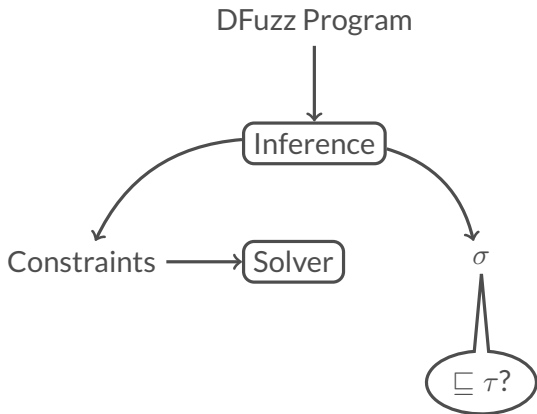 DFuzz Program
Inference
Constraints
Solver
σ
⊑ τ?